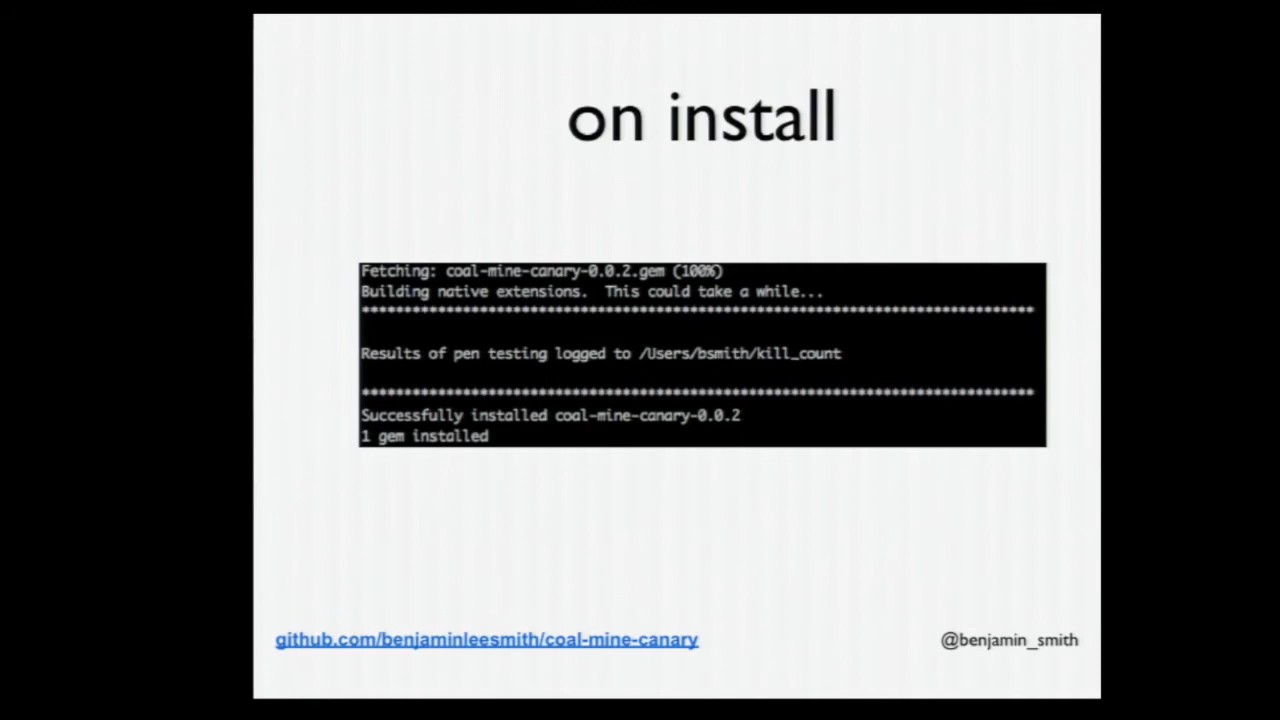 on install
Fetching: coal-mine-canary-0.0.2.gem (100%)
Building native extensions.  This could take a while...
********************************************************************************
Results of pen testing logged to /Users/bsmith/kill_count
********************************************************************************
Successfully installed coal-mine-canary-0.0.2
1 gem installed
github.com/benjaminleesmith/coal-mine-canary
@benjamin_smith